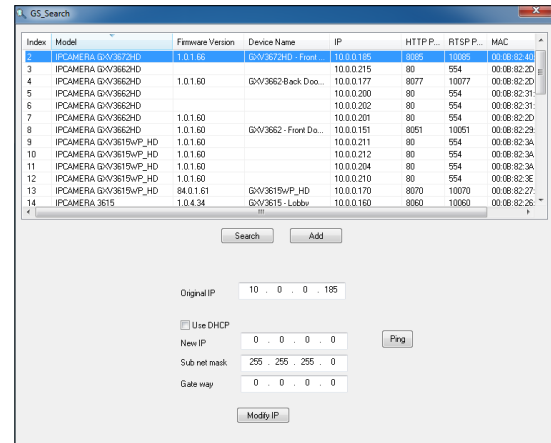 GS_Search
Index Model Firmware Version Device Name IP HTTP P... RTSP P... MAC
2 IPCAMERA GXV3672HD 1.0.1.66 GXV3672HD - Front ... 10.0.0.185 8085 10085 00:0B:82:40:
3 IPCAMERA GXV3662HD 10.0.0.215 80 554 00:0B:82:2D
4 IPCAMERA GXV3662HD 1.0.1.60 GXV3662-Back Doo... 10.0.0.177 8077 10077 00:0B:82:2D
5 IPCAMERA GXV3662HD 10.0.0.200 80 554 00:0B:82:31:
6 IPCAMERA GXV3662HD 10.0.0.202 80 554 00:0B:82:31:
7 IPCAMERA GXV3662HD 1.0.1.60 10.0.0.201 80 554 00:0B:82:2D
8 IPCAMERA GXV3662HD 1.0.1.60 GXV3662 - Front Do... 10.0.0.151 8051 10051 00:0B:82:29:
9 IPCAMERA GXV3615WP_HD 1.0.1.60 10.0.0.211 80 554 00:0B:82:3A
10 IPCAMERA GXV3615WP_HD 1.0.1.60 10.0.0.212 80 554 00:0B:82:3A
11 IPCAMERA GXV3615WP_HD 1.0.1.60 10.0.0.204 80 554 00:0B:82:3A
12 IPCAMERA GXV3615WP_HD 1.0.1.60 10.0.0.210 80 554 00:0B:82:3E
13 IPCAMERA GXV3615WP_HD 84.0.1.61 GXV3615WP_HD 10.0.0.170 8070 10070 00:0B:82:27:
14 IPCAMERA 3615 1.0.4.34 GXV3615 - Lobby 10.0.0.160 8060 10060 00:0B:82:26:
Search Add
Original IP 10 . 0 . 0 . 185
Use DHCP
New IP 0 . 0 . 0 . 0 Ping
Sub net mask 255 . 255 . 255 . 0
Gate way 0 . 0 . 0 . 0
Modify IP